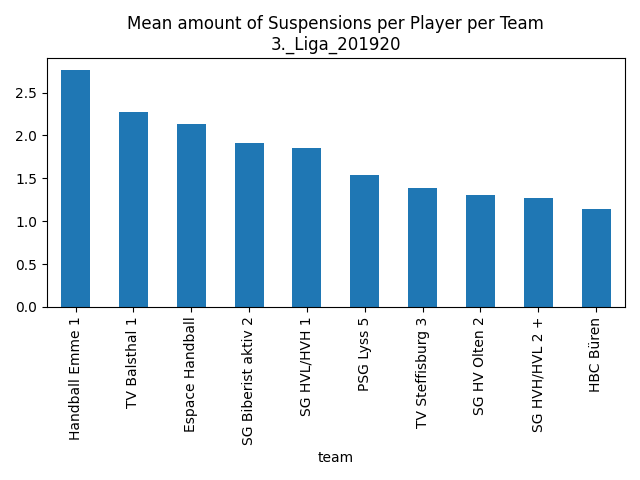 Mean amount of Suspensions per Player per Team
3._Liga_201920
2.5
2.0
1.5
1.0
0.5
0.0
Handball Emme 1
TV Balsthal 1
Espace Handball
SG Biberist aktiv 2
SG HVL/HVH 1
PSG Lyss 5
TV Steffisburg 3
SG HV Olten 2
SG HVH/HVL 2 +
HBC Büren
team